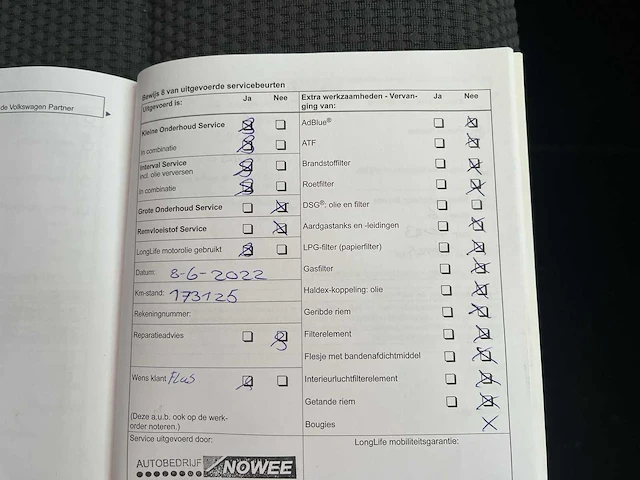 de Volkswagen Partner
Bewijs 8 van uitgevoerde servicebeurten
Uitgevoerd is: Ja Nee
Kleine Onderhoud Service
In combinatie
Interval Service
incl. olie verversen
In combinatie
Grote Onderhoud Service
Remvloeistof Service
LongLife motorolie gebruikt
Datum: 8-6-2022
Km-stand: 173125
Rekeningnummer:
Reparatieadvies
Wens klant
(Deze a.u.b. ook op de werk-
order noteren.)
Service uitgevoerd door:
AUTOBEDRIJF NOWEE
Extra werkzaamheden - Vervan- Ja Nee
ging van:
AdBlue®
ATF
Brandstoffilter
Roetfilter
DSG®: olie en filter
Aardgastanks en -leidingen
LPG-filter (papierfilter)
Gasfilter
Haldex-koppeling: olie
Geribde riem
Filterelement
Flesje met bandenafdichtmiddel
Interieurluchtfilterelement
Getande riem
Bougies
LongLife mobiliteitsgarantie: